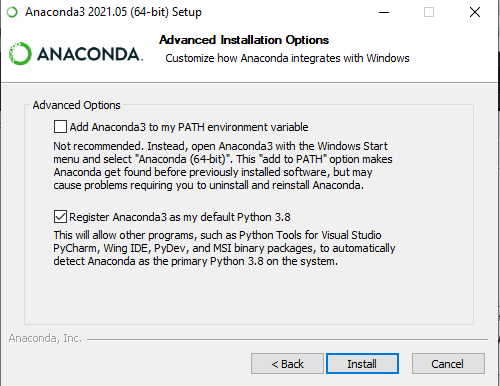 Anaconda3 2021.05 (64-bit) Setup
Advanced Installation Options
ANACONDA.
Customize how Anaconda integrates with Windows
Advanced Options
Add Anaconda3 to my PATH environment variable
Not recommended. Instead, open Anaconda3 with the Windows Start
menu and select "Anaconda (64-bit)". This "add to PATH" option makes
Anaconda get found before previously installed software, but may
cause problems requiring you to uninstall and reinstall Anaconda.
Register Anaconda3 as my default Python 3.8
This will allow other programs, such as Python Tools for Visual Studio
PyCharm, Wing IDE, PyDev, and MSI binary packages, to automatically
detect Anaconda as the primary Python 3.8 on the system.
Anaconda, Inc.
< Back Install Cancel